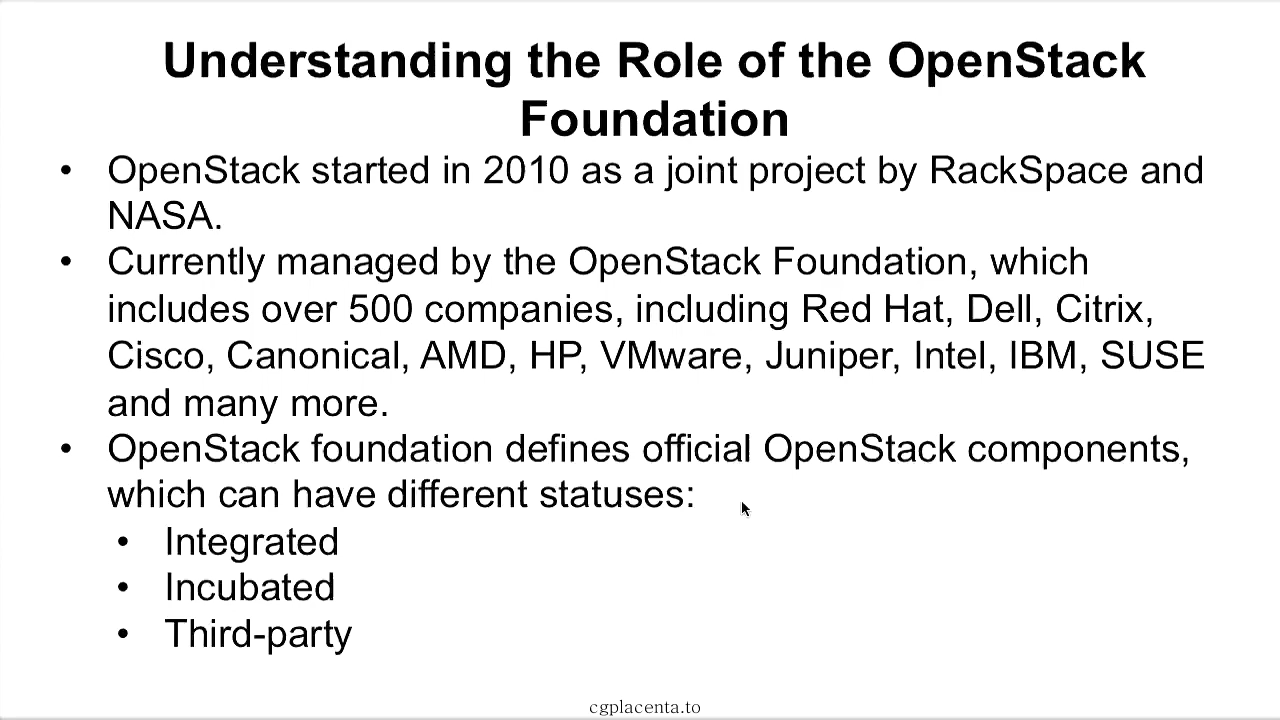 Understanding the Role of the OpenStack
Foundation
• OpenStack started in 2010 as a joint project by RackSpace and
NASA.
• Currently managed by the OpenStack Foundation, which
includes over 500 companies, including Red Hat, Dell, Citrix,
Cisco, Canonical, AMD, HP, VMware, Juniper, Intel, IBM, SUSE
and many more.
• OpenStack foundation defines official OpenStack components,
which can have different statuses:
• Integrated
• Incubated
• Third-party
cgplacenta.to